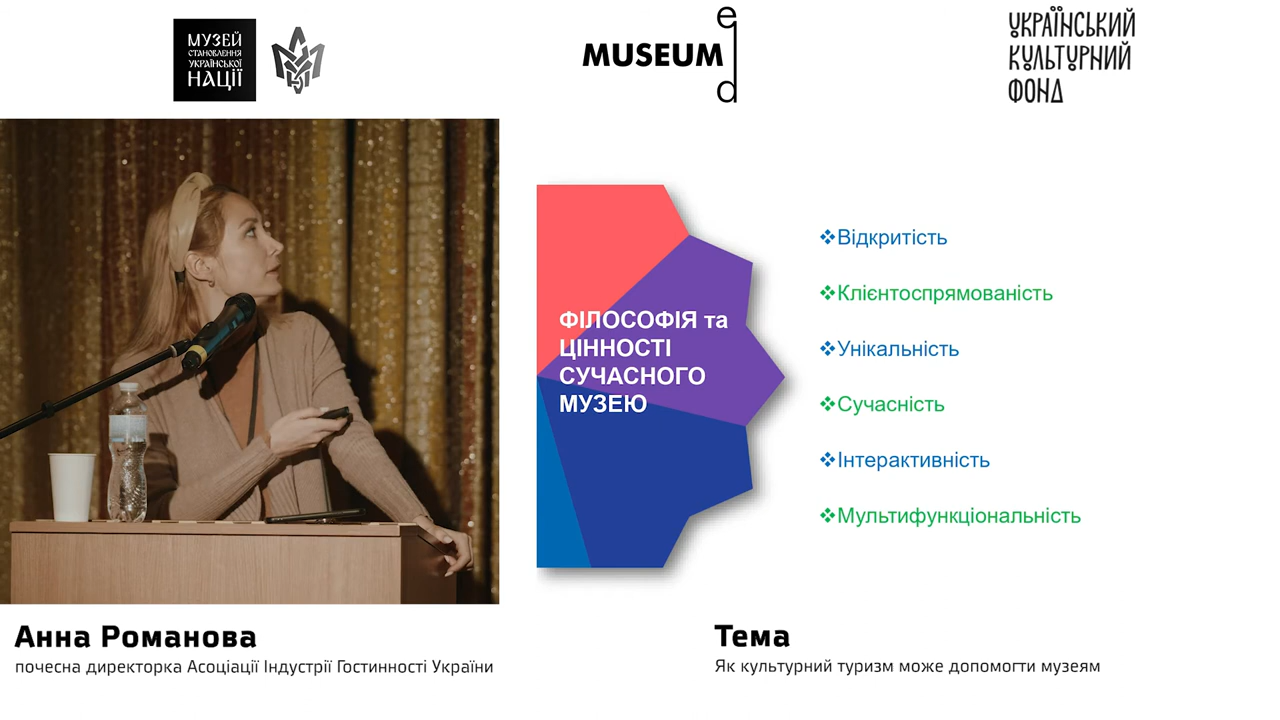 МУЗЕЙ
СТАНОВЛЕННЯ
УКРАЇНСЬКОЇ
НАЦІЇ
MUSEUM
ed
УКРАЇНСЬКИЙ
КУЛЬТУРНИЙ
ФОНД
ФІЛОСОФІЯ та
ЦІННОСТІ
СУЧАСНОГО
МУЗЕЮ
❖Відкритість
❖Клієнтоспрямованість
❖Унікальність
❖Сучасність
❖Інтерактивність
❖Мультифункціональність
Анна Романова
почесна директорка Асоціації Індустрії Гостинності України
Тема
Як культурний туризм може допомогти музеям